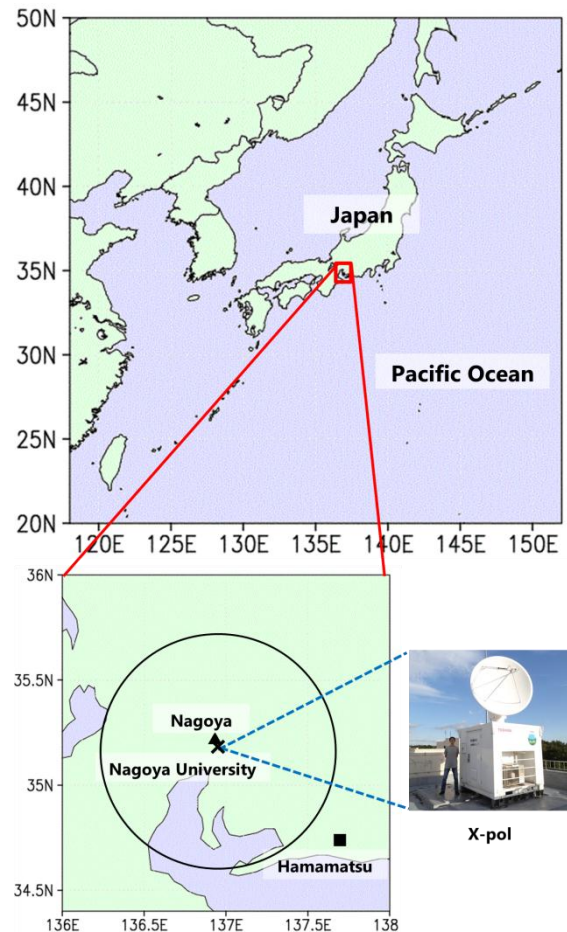 50N
45N
40N
35N
30N
25N
20N
Japan
Pacific Ocean
120E 125E 130E 135E 140E 145E 150E
36N
35.5N
35N
34.5N
Nagoya
Nagoya University
Hamamatsu
136E 136.5E 137E 137.5E 138
X-pol